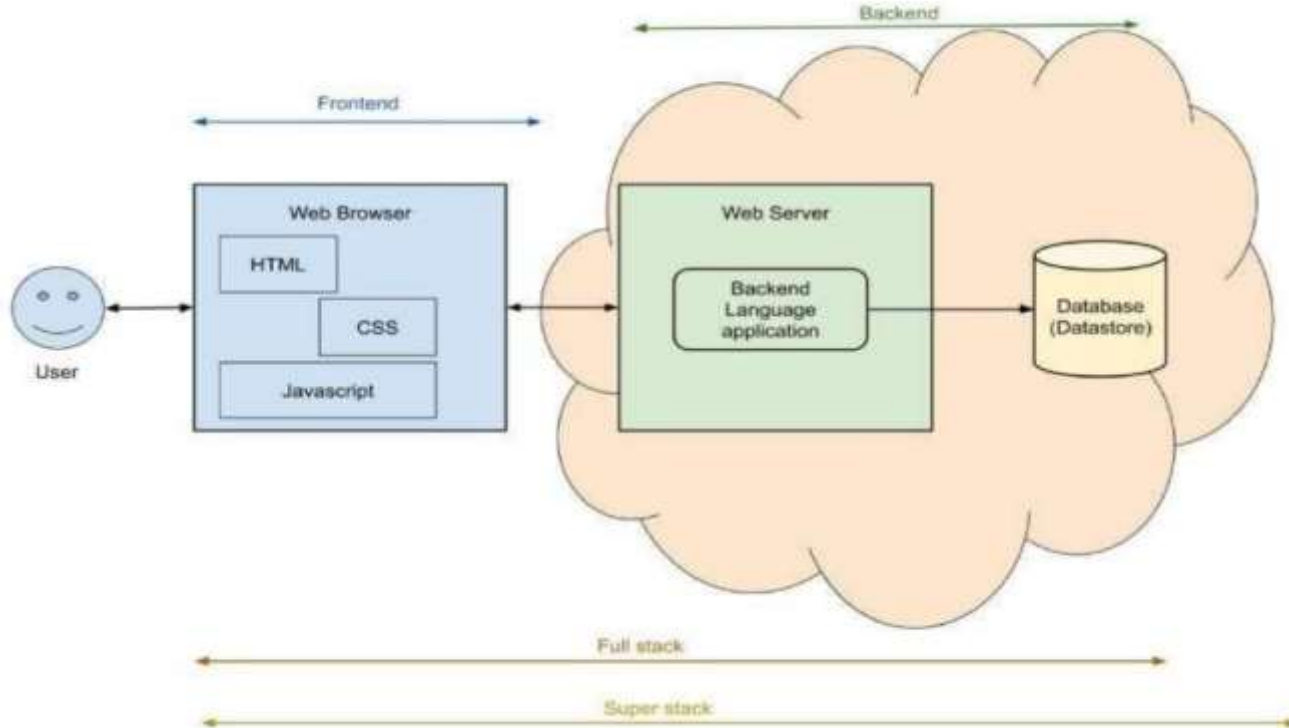 Backend
Frontend
Web Browser
HTML
CSS
Javascript
User
Web Server
Backend
Language
application
Database
(Datastore)
Full stack
Super stack